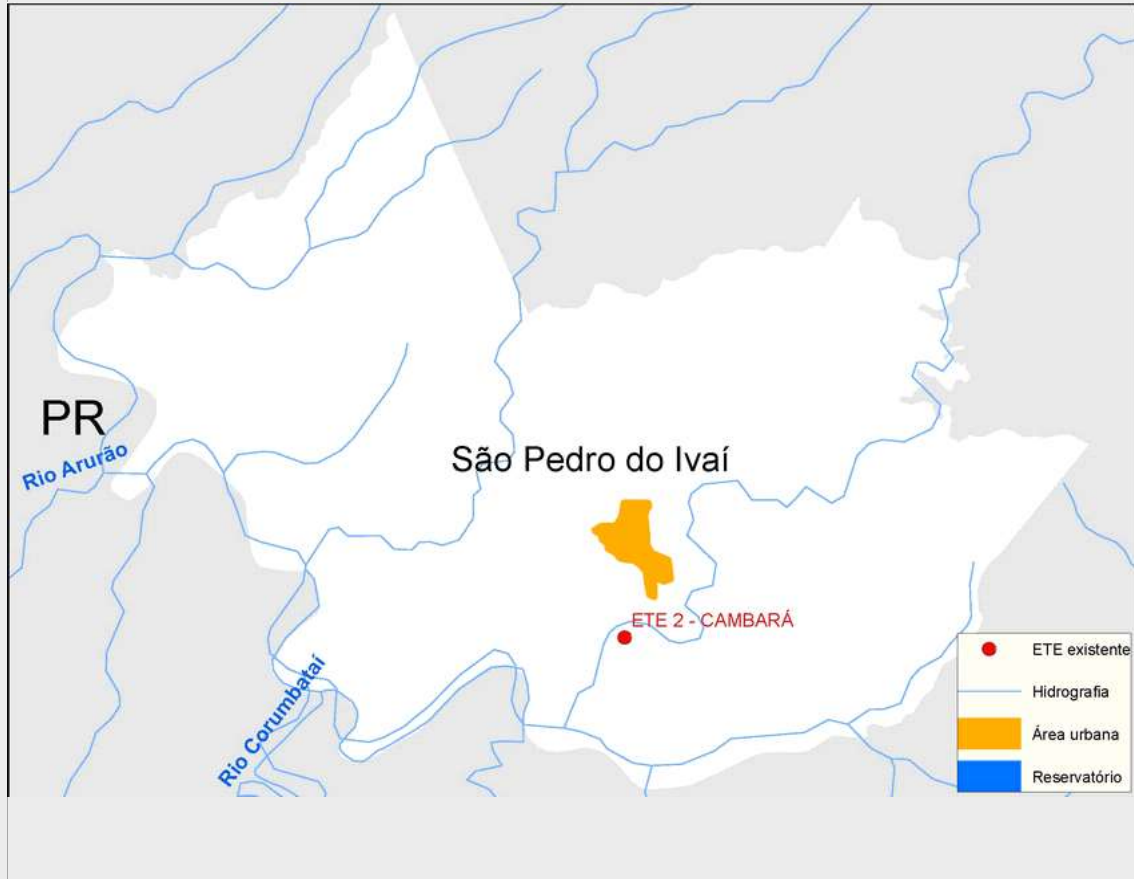 PR
Rio Arurão
São Pedro do Ivaí
ETE 2 - CAMBARÁ
Rio Corumbataí
ETE existente
Hidrografia
Área urbana
Reservatório